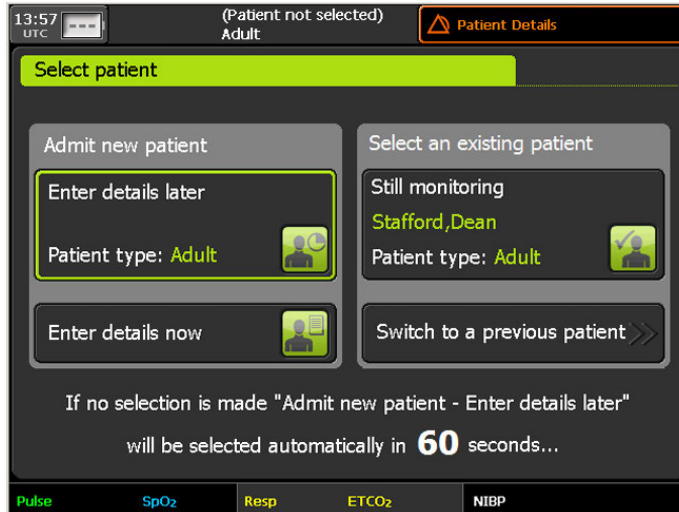 13:57
UTC
---
(Patient not selected)
Adult
Patient Details
Select patient
Admit new patient
Enter details later
Patient type: Adult
Enter details now
Select an existing patient
Still monitoring
Stafford,Dean
Patient type: Adult
Switch to a previous patient
If no selection is made "Admit new patient - Enter details later"
will be selected automatically in 60 seconds...
Pulse SpO₂ Resp ETCO₂ NIBP